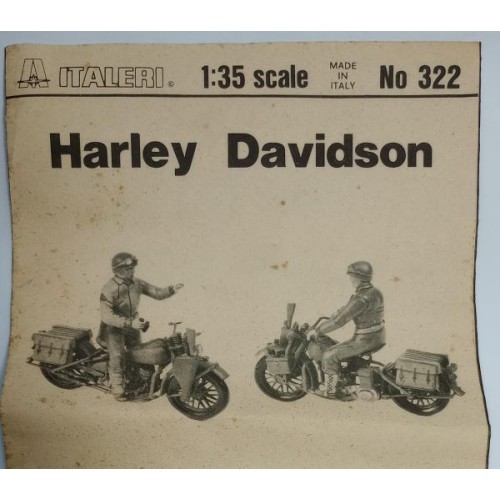 ITALERI © 1:35 scale MADE IN ITALY No 322
Harley Davidson